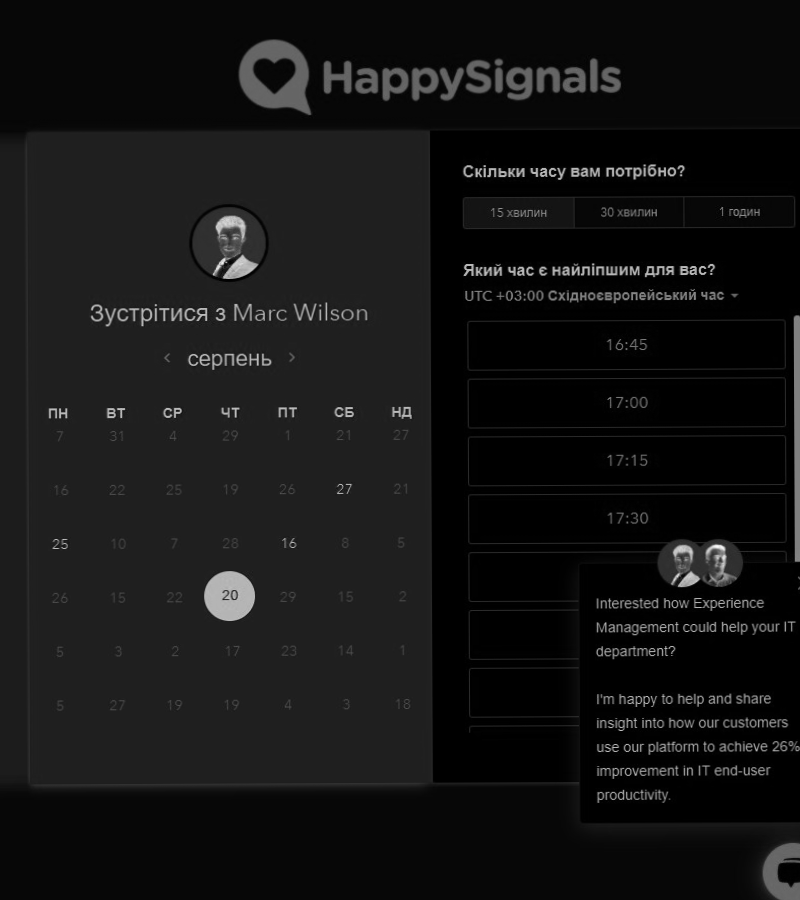 HappySignals
Зустрітися з Marc Wilson
серпень
ПН ВТ СР ЧТ ПТ СБ НД
7 31 4 29 1 21 27
16 22 25 19 26 27 21
25 10 7 28 16 8 5
26 15 22 20 29 15 2
5 3 2 17 23 14 1
5 27 19 19 4 3 18
Скільки часу вам потрібно?
15 хвилин 30 хвилин 1 годин
Який час є найліпшим для вас?
UTC +03:00 Східноєвропейський час
16:45
17:00
17:15
17:30
Interested how Experience
Management could help your IT
department?
I'm happy to help and share
insight into how our customers
use our platform to achieve 26%
improvement in IT end-user
productivity.